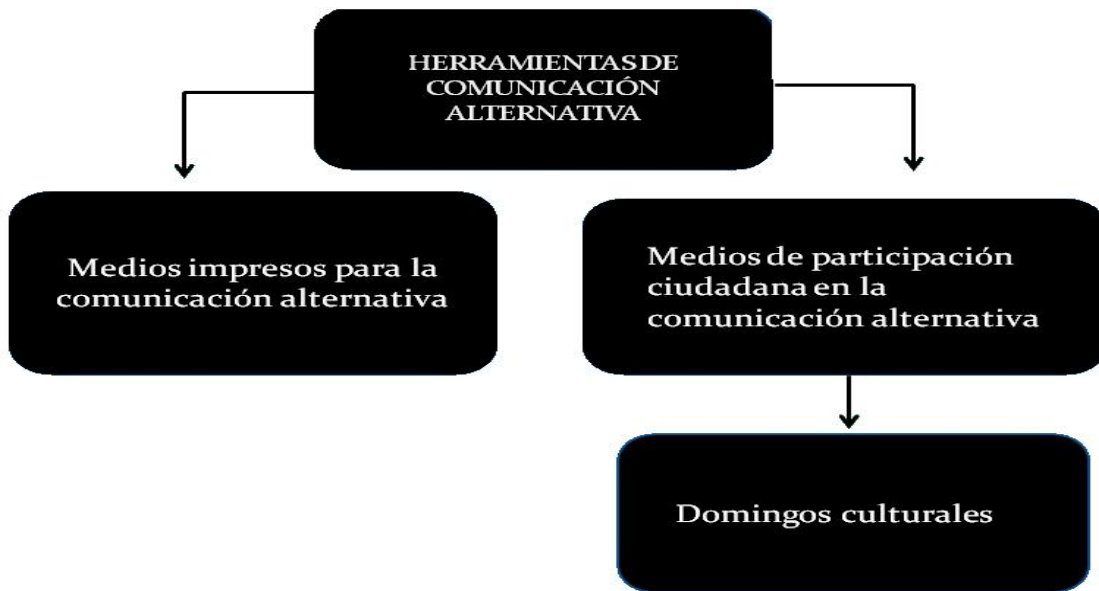 HERRAMIENTAS DE
COMUNICACIÓN
ALTERNATIVA
Medios impresos para la
comunicación alternativa
Medios de participación
ciudadana en la
comunicación alternativa
Domingos culturales